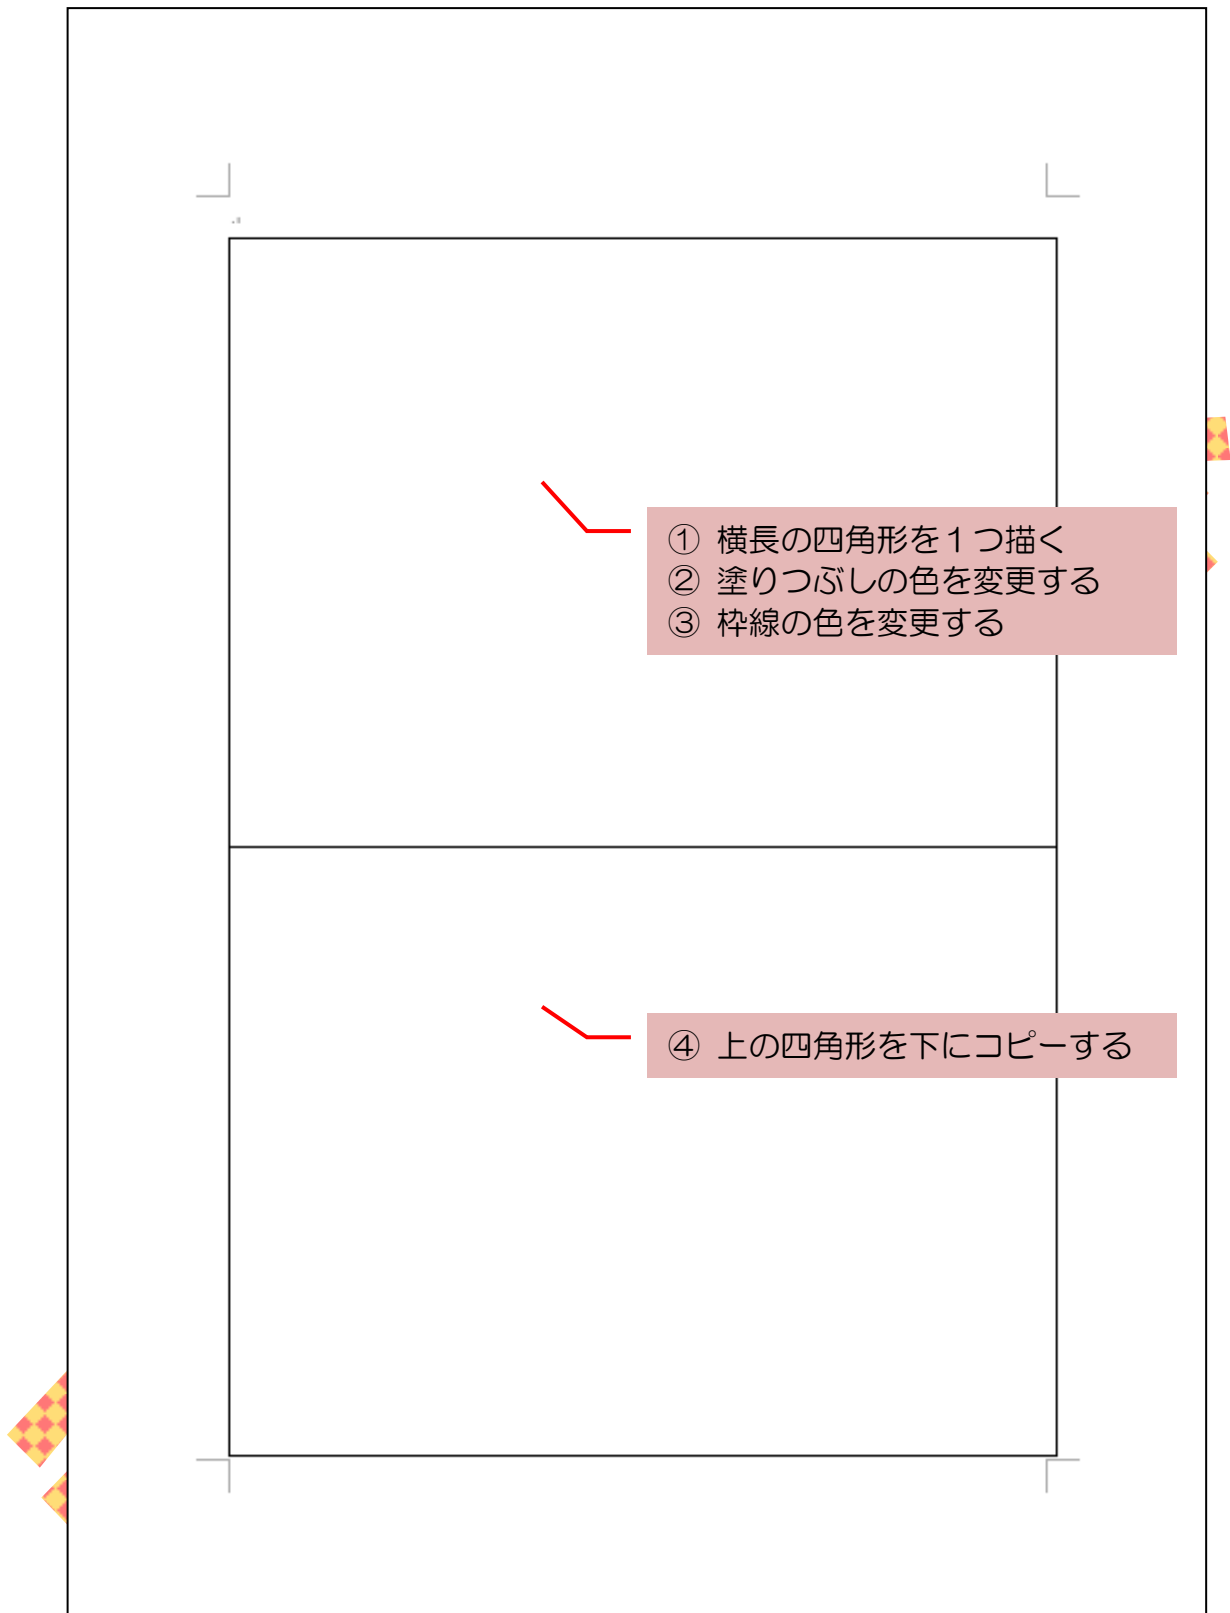 ① 横長の四角形を1つ描く
② 塗りつぶしの色を変更する
③ 枠線の色を変更する
④ 上の四角形を下にコピーする